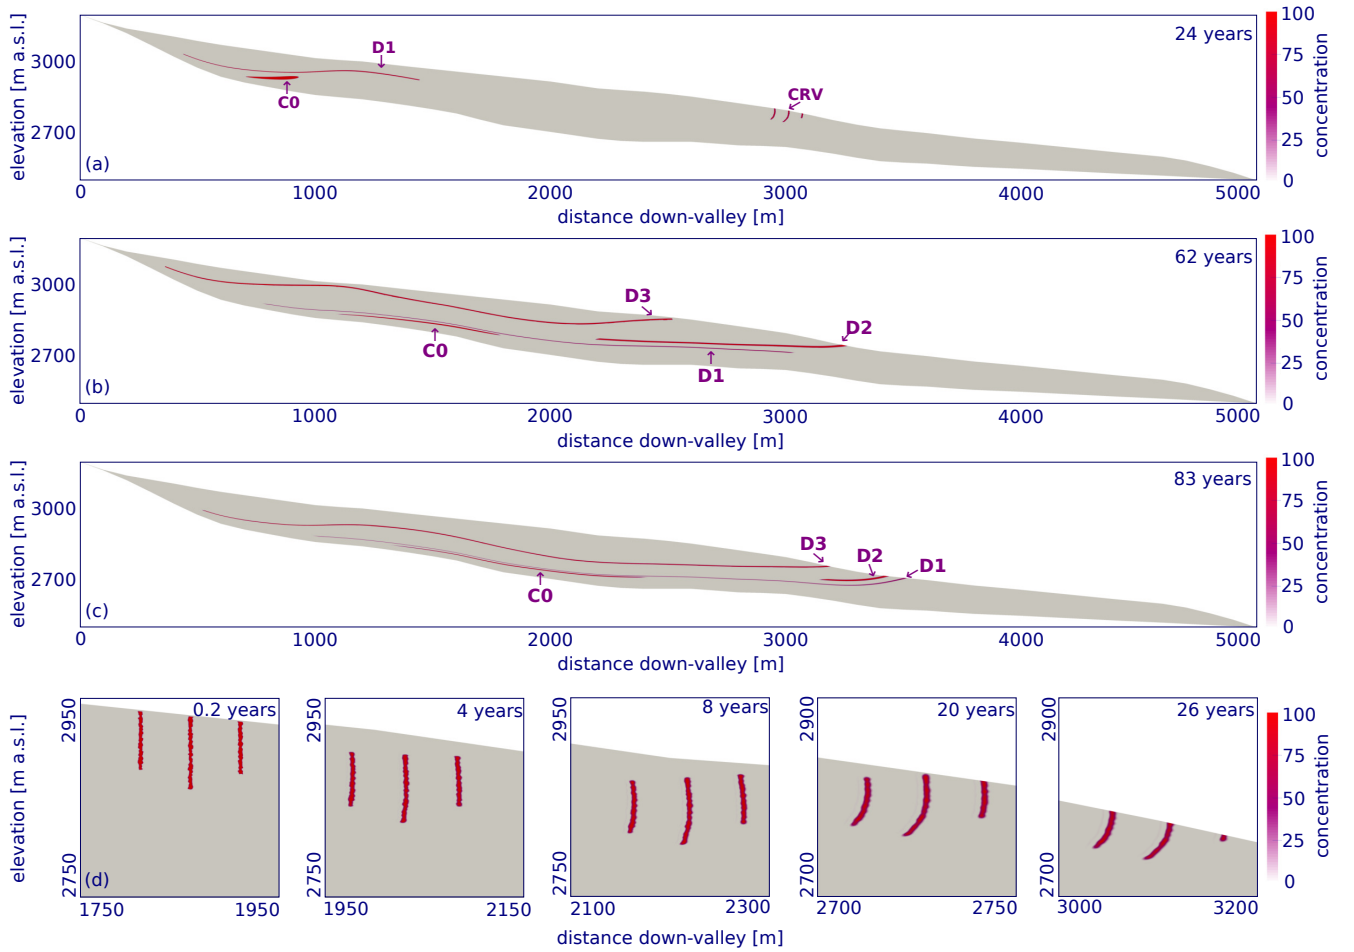 24 years
D1
C0
CRV
elevation [m a.s.l.]
3000
2700
(a)
0 1000 2000 3000 4000 5000
distance down-valley [m]
100
75
50
25
0
concentration
62 years
D3
D2
C0
D1
elevation [m a.s.l.]
3000
2700
(b)
0 1000 2000 3000 4000 5000
distance down-valley [m]
100
75
50
25
0
concentration
83 years
D3
D2
D1
C0
elevation [m a.s.l.]
3000
2700
(c)
0 1000 2000 3000 4000 5000
distance down-valley [m]
100
75
50
25
0
concentration
elevation [m a.s.l.]
(d)
0.2 years
2950
2750
1750 1950
4 years
2950
2750
1950 2150
8 years
2950
2750
2100 2300
20 years
2900
2700
2700 2750
26 years
2900
2700
3000 3200
distance down-valley [m]
100
75
50
25
0
concentration